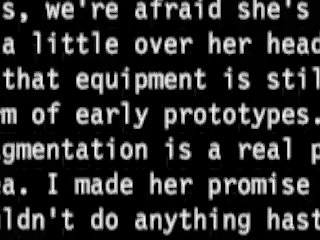 s, we're afraid she's
a little over her head
that equipment is stil
m of early prototypes.
gmentation is a real p
a. I made her promise
ldn't do anything hast